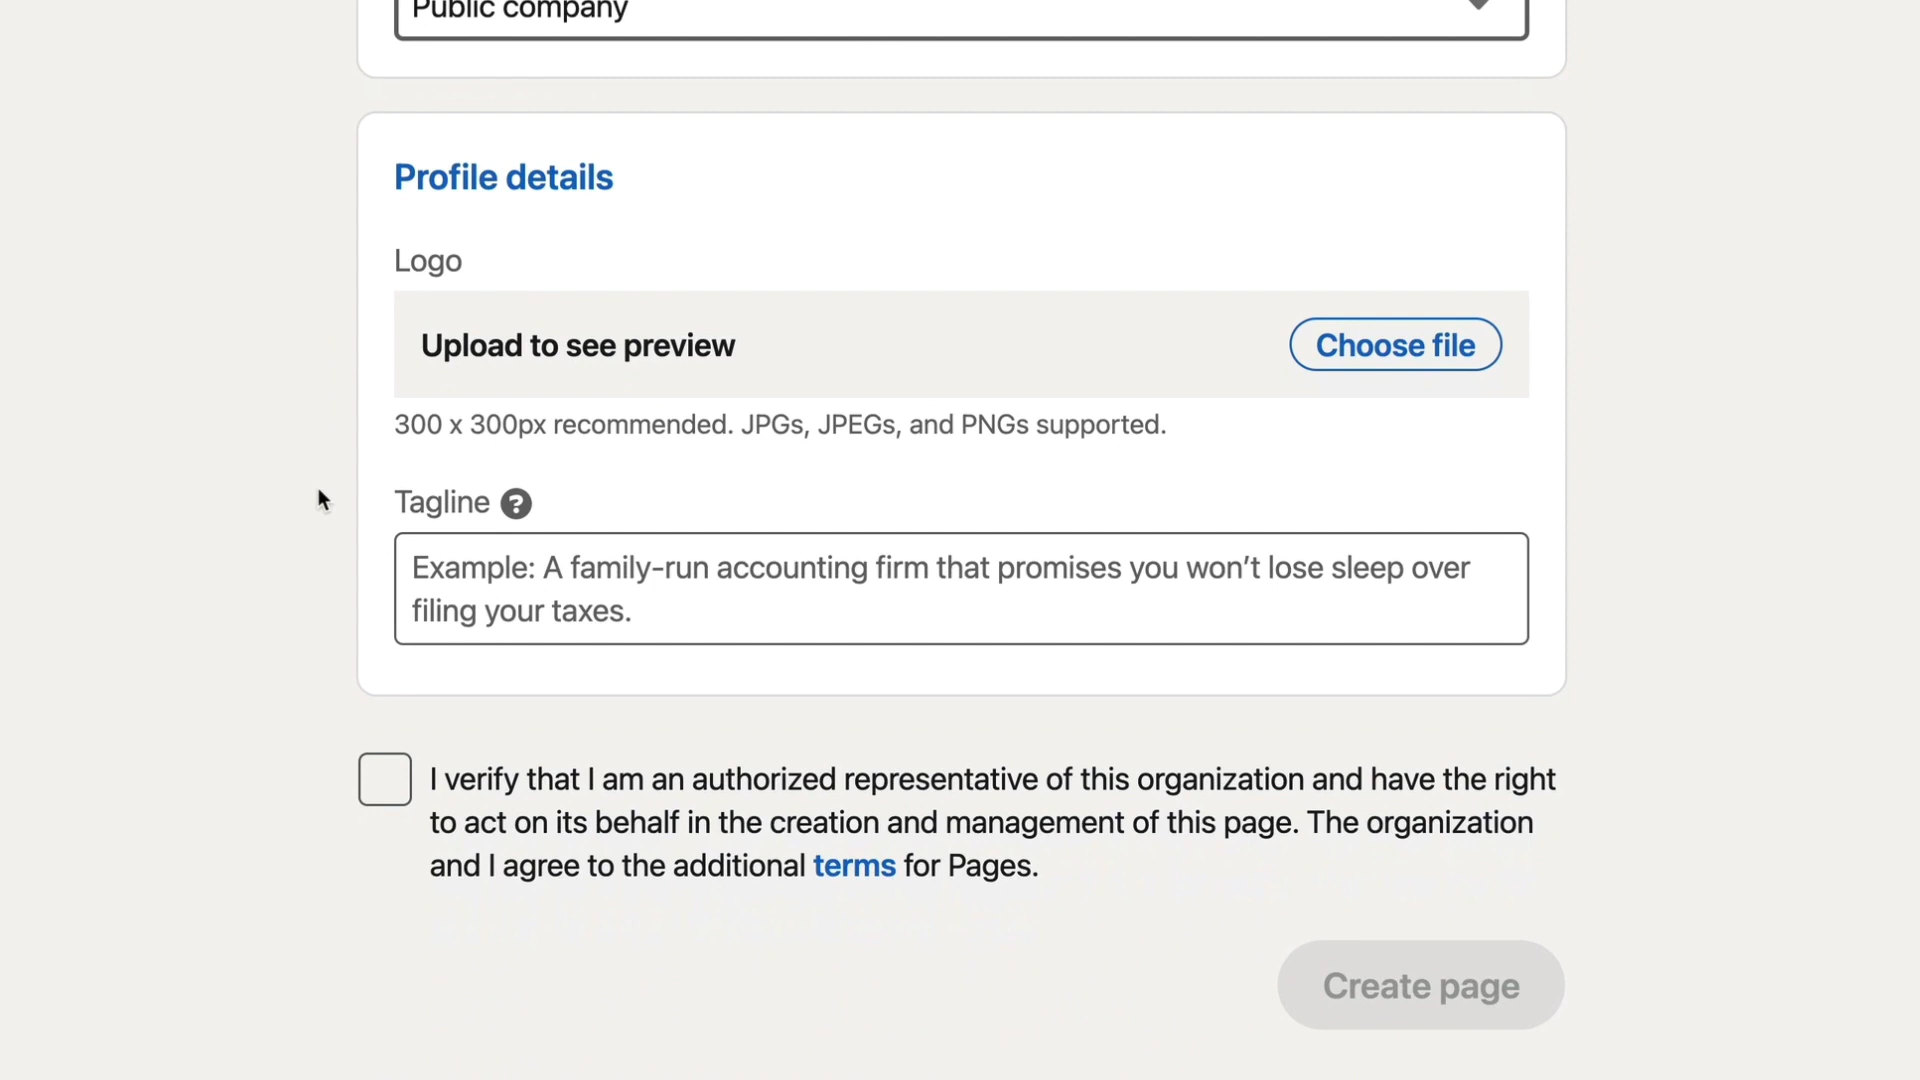 Public company
Profile details
Logo
Upload to see preview
Choose file
300 x 300px recommended. JPGs, JPEGs, and PNGs supported.
Tagline ?
Example: A family-run accounting firm that promises you won’t lose sleep over
filing your taxes.
I verify that I am an authorized representative of this organization and have the right
to act on its behalf in the creation and management of this page. The organization
and I agree to the additional terms for Pages.
Create page